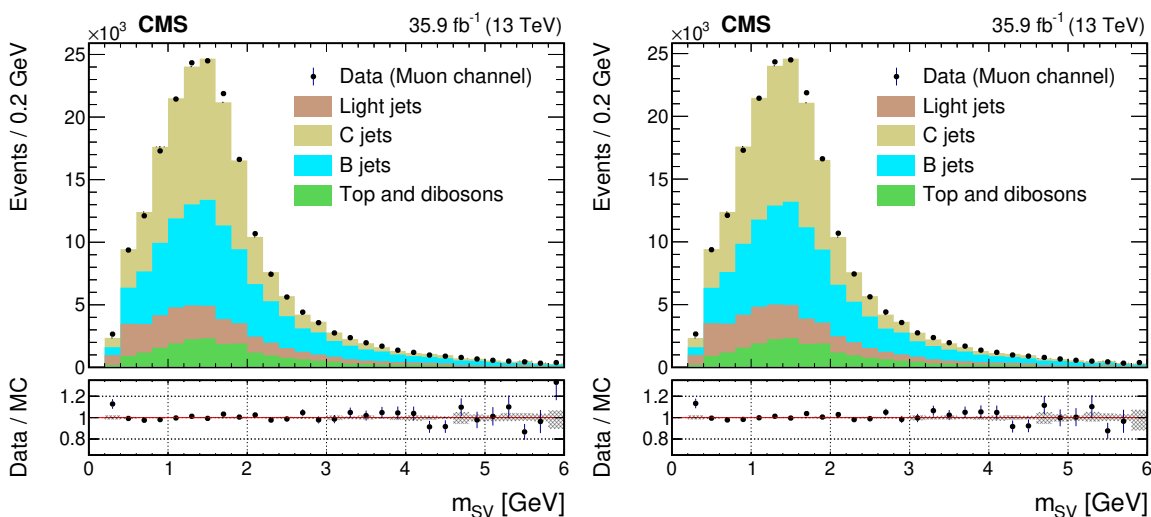 CMS 35.9 fb⁻¹ (13 TeV)
×10³
Events / 0.2 GeV
25
20
15
10
5
0
Data (Muon channel)
Light jets
C jets
B jets
Top and dibosons
Data / MC
1.2
1
0.8
0 1 2 3 4 5 6
m_SV [GeV]
CMS 35.9 fb⁻¹ (13 TeV)
×10³
Events / 0.2 GeV
25
20
15
10
5
0
Data (Muon channel)
Light jets
C jets
B jets
Top and dibosons
Data / MC
1.2
1
0.8
0 1 2 3 4 5 6
m_SV [GeV]